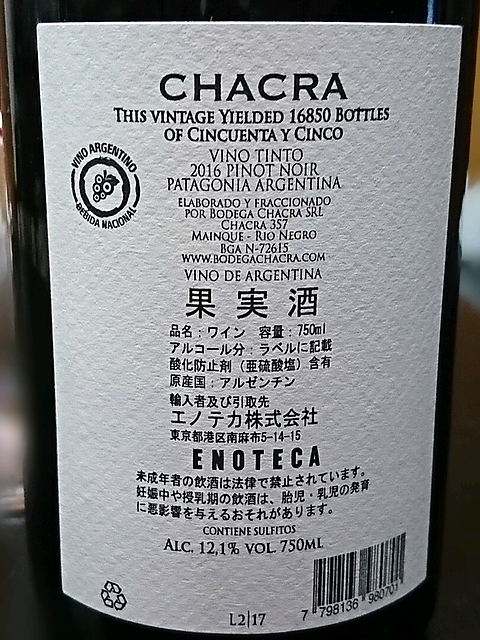 CHACRA
THIS VINTAGE YIELDED 16850 BOTTLES
OF CINCUENTA Y CINCO
VINO TINTO
2016 PINOT NOIR
PATAGONIA ARGENTINA
VINO ARGENTINO
BEBIDA NACIONAL
ELABORADO Y FRACCIONADO
POR BODEGA CHACRA SRL
CHACRA 357
MAINQUE - RIO NEGRO
BGA N-72615
WWW.BODEGACHACRA.COM
VINO DE ARGENTINA
果実酒
品名：ワイン 容量：750ml
アルコール分：ラベルに記載
酸化防止剤（亜硫酸塩）含有
原産国：アルゼンチン
輸入者及び引取先
エノテカ株式会社
東京都港区南麻布5-14-15
ENOTECA
未成年者の飲酒は法律で禁止されています。
妊娠中や授乳期の飲酒は、胎児・乳児の発育
に悪影響を与えるおそれがあります。
CONTIENE SULFITOS
ALC. 12,1% VOL. 750ML
L2|17
7 798136 980701